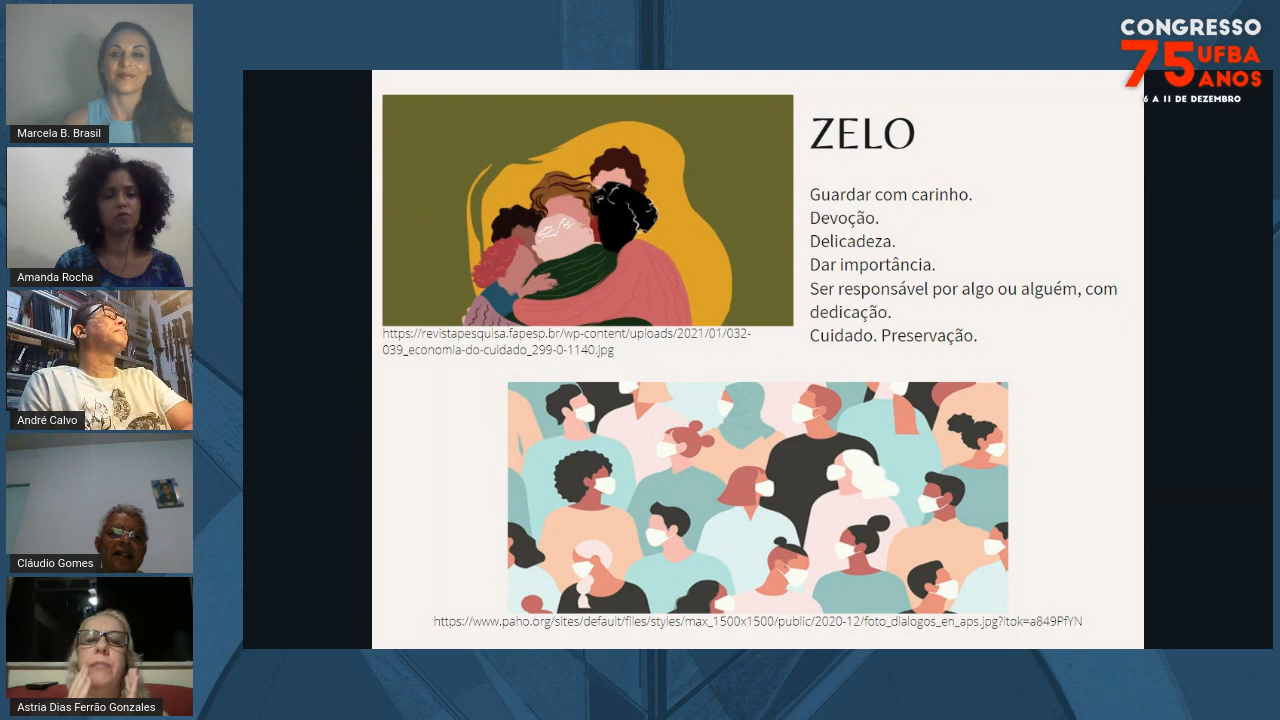 CONGRESSO
75 UFBA
ANOS
6 A 11 DE DEZEMBRO
Marcela B. Brasil
Amanda Rocha
André Calvo
Cláudio Gomes
Astria Dias Ferrão Gonzales
ZELO
Guardar com carinho.
Devoção.
Delicadeza.
Dar importância.
Ser responsável por algo ou alguém, com
dedicação.
Cuidado. Preservação.
https://revistapesquisa.fapesp.br/wp-content/uploads/2021/01/032-
039_economia-do-cuidado_299-0-1140.jpg
https://www.paho.org/sites/default/files/styles/max_1500x1500/public/2020-12/foto_dialogos_en_aps.jpg?itok=a849PfYN